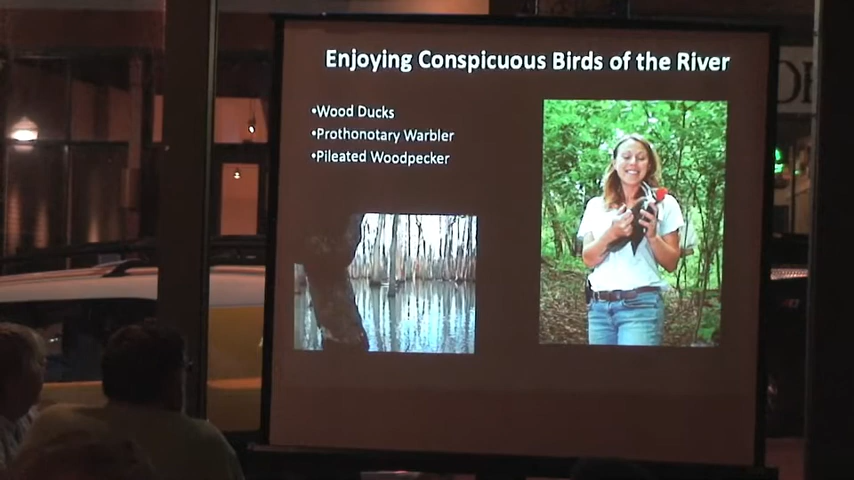 Enjoying Conspicuous Birds of the River
•Wood Ducks
•Prothonotary Warbler
•Pileated Woodpecker